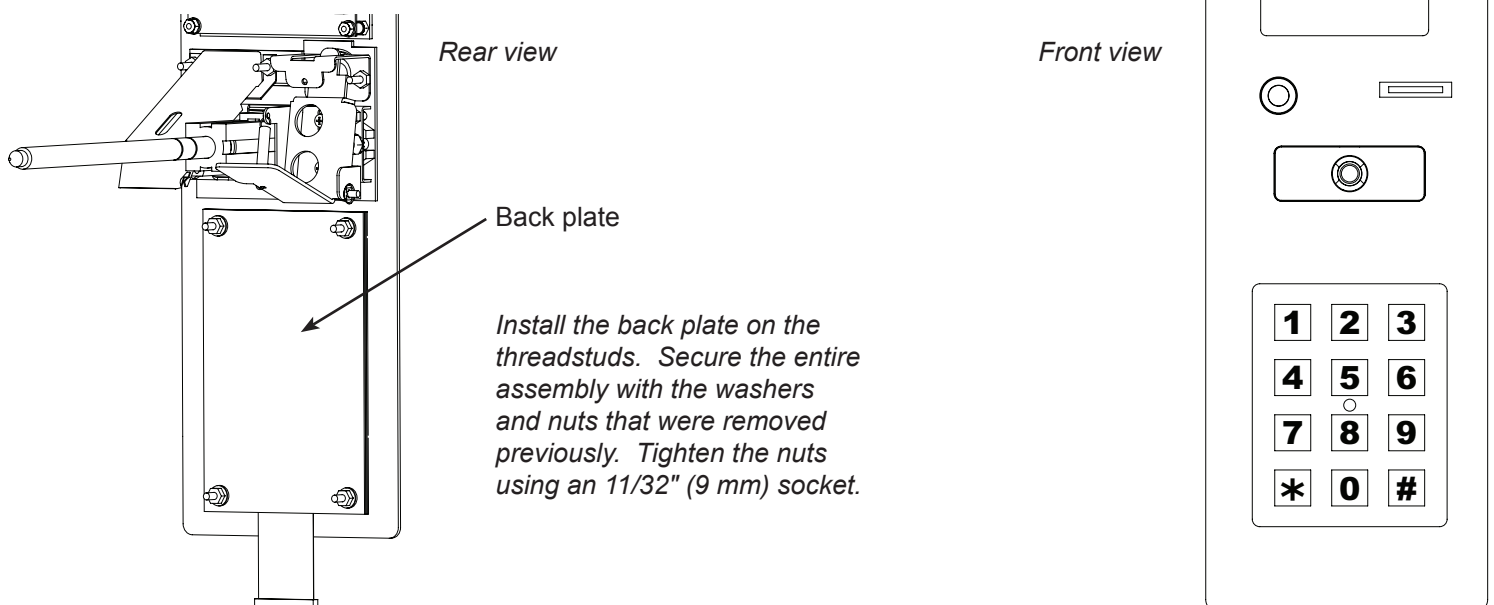 Rear view
Front view
Back plate
Install the back plate on the
threadstuds.  Secure the entire
assembly with the washers
and nuts that were removed
previously.  Tighten the nuts
using an 11/32" (9 mm) socket.
1 2 3
4 5 6
7 8 9
* 0 #